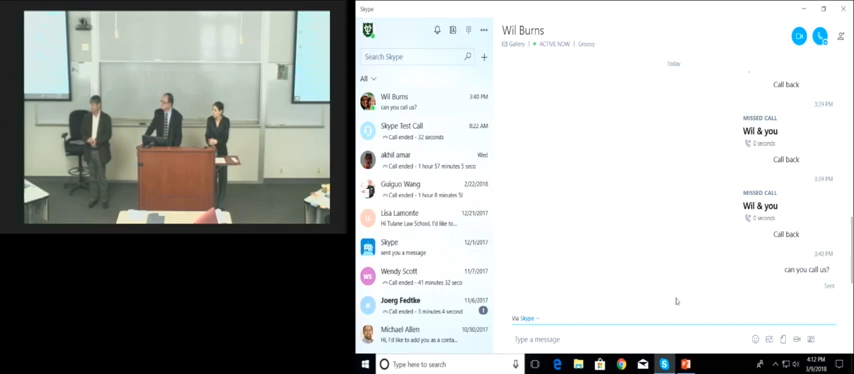 Skype
Search Skype
All
Wil Burns
3:40 PM
can you call us?
Skype Test Call
8:22 AM
Call ended - 32 seconds
akhil amar
Wed
Call ended - 1 hour 57 minutes 5 seco
Guiguo Wang
2/22/2018
Call ended - 1 hour 8 minutes 5(
Lisa Lamonte
12/21/2017
Hi Tulane Law School, I'd like to...
Skype
12/1/2017
sent you a message
WS
Wendy Scott
11/7/2017
Call ended - 41 minutes 32 seco
Joerg Fedtke
11/6/2017
Call ended - 3 minutes 4 second
1
Michael Allen
10/30/2017
Hi, I'd like to add you as a conta...
Wil Burns
Gallery | ACTIVE NOW | Groovy
Today
Call back
3:39 PM
MISSED CALL
Wil & you
0 seconds
Call back
3:39 PM
MISSED CALL
Wil & you
0 seconds
Call back
3:40 PM
can you call us?
Sent
Via Skype
Type a message
Type here to search
4:12 PM
3/9/2018